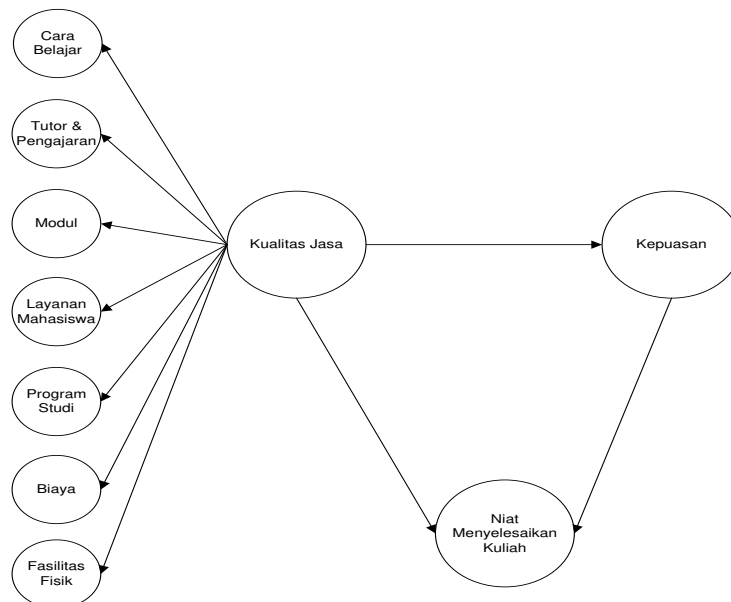 Cara
Belajar
Tutor &
Pengajaran
Modul
Layanan
Mahasiswa
Program
Studi
Biaya
Fasilitas
Fisik
Kualitas Jasa
Kepuasan
Niat
Menyelesaikan
Kuliah